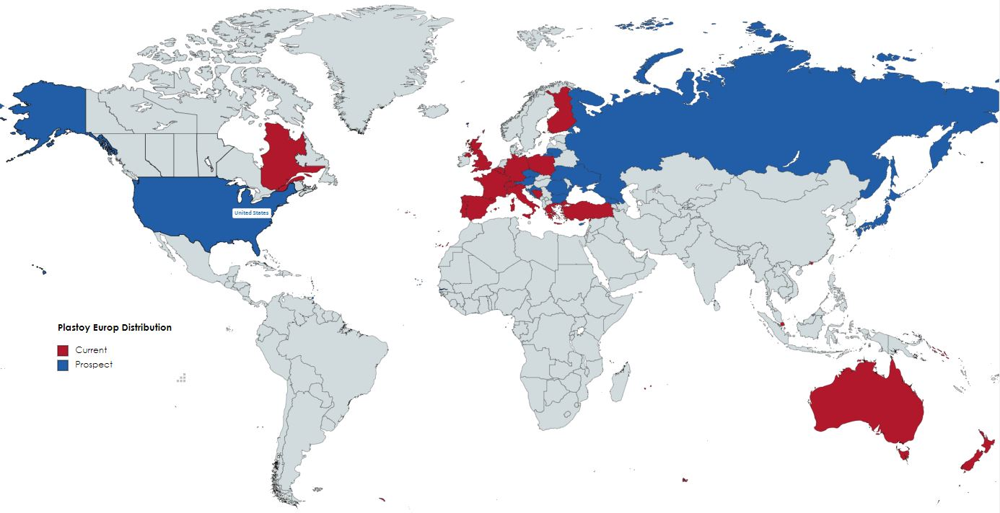 United States
Plastoy Europ Distribution
Current
Prospect